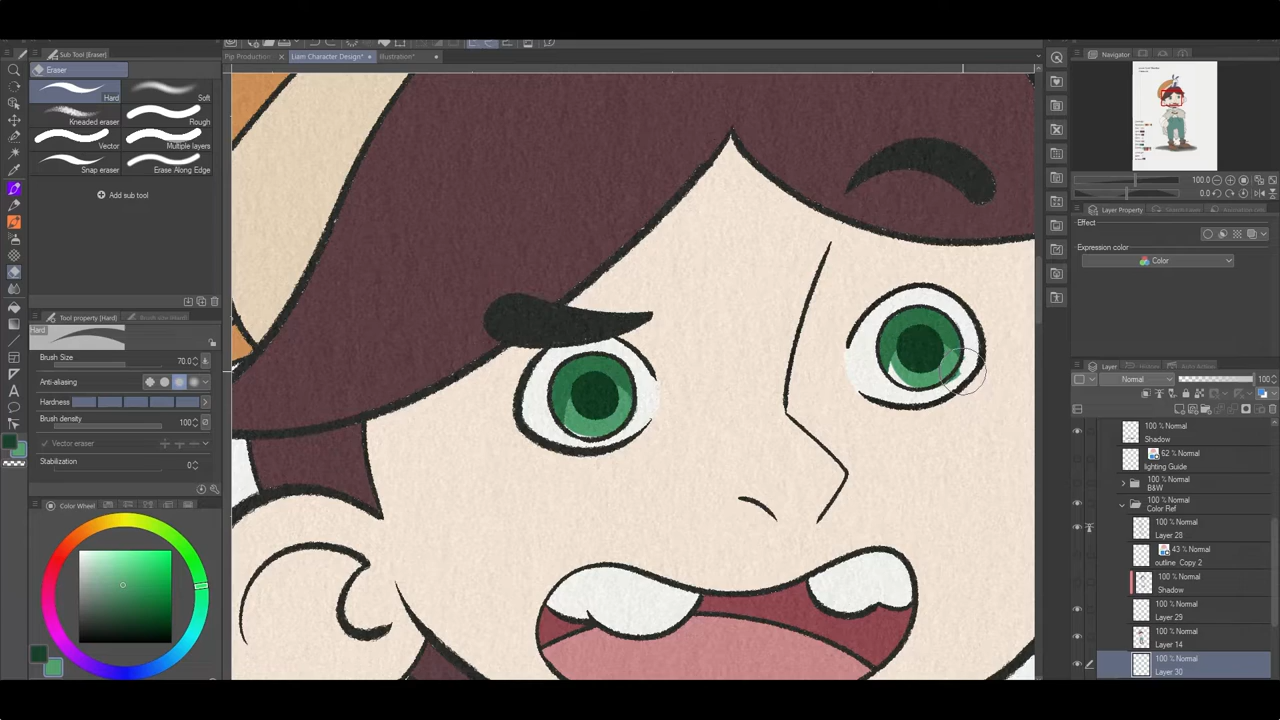 Sub Tool [Eraser]
Pip Production
Liam Character Design*
Illustration*
Navigator
Eraser
Hard
Soft
Kneaded eraser
Rough
Vector
Multiple layers
Snap eraser
Erase Along Edge
Add sub tool
100.0
0.0
Layer Property
Effect
Expression color
Color
Tool property [Hard]
Hard
Brush Size
70.0
Anti-aliasing
Hardness
Brush density
100
Vector eraser
Stabilization
0
Color Wheel
Layer
Normal
100
100 % Normal
Shadow
62 % Normal
lighting Guide
100 % Normal
B&W
100 % Normal
Color Ref
100 % Normal
Layer 28
43 % Normal
outline Copy 2
100 % Normal
Shadow
100 % Normal
Layer 29
100 % Normal
Layer 14
100 % Normal
Layer 30